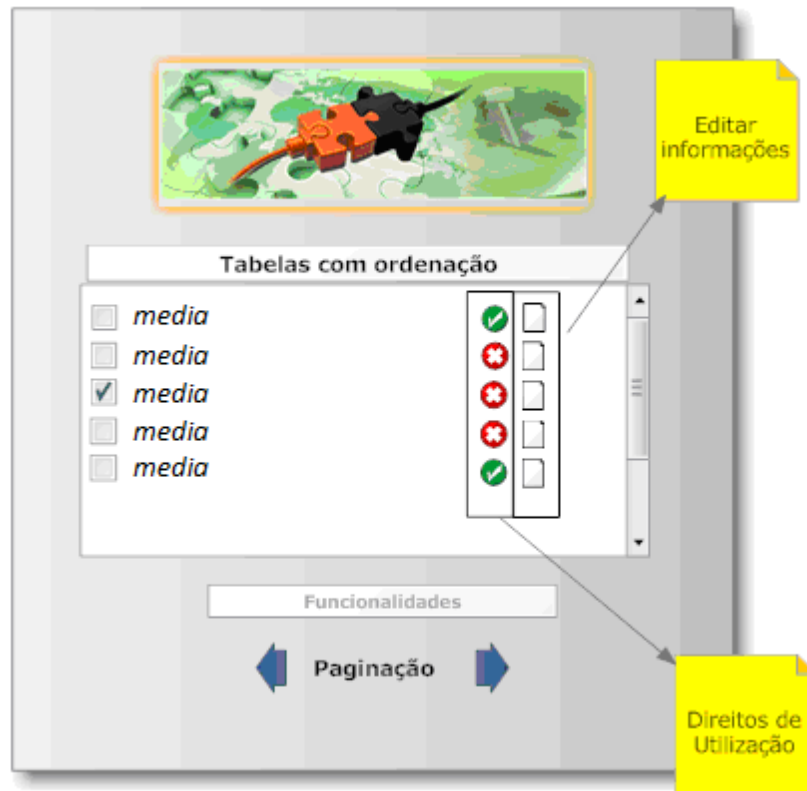 Editar
informações
Tabelas com ordenação
media
media
media
media
media
Funcionalidades
Paginação
Direitos de
Utilização